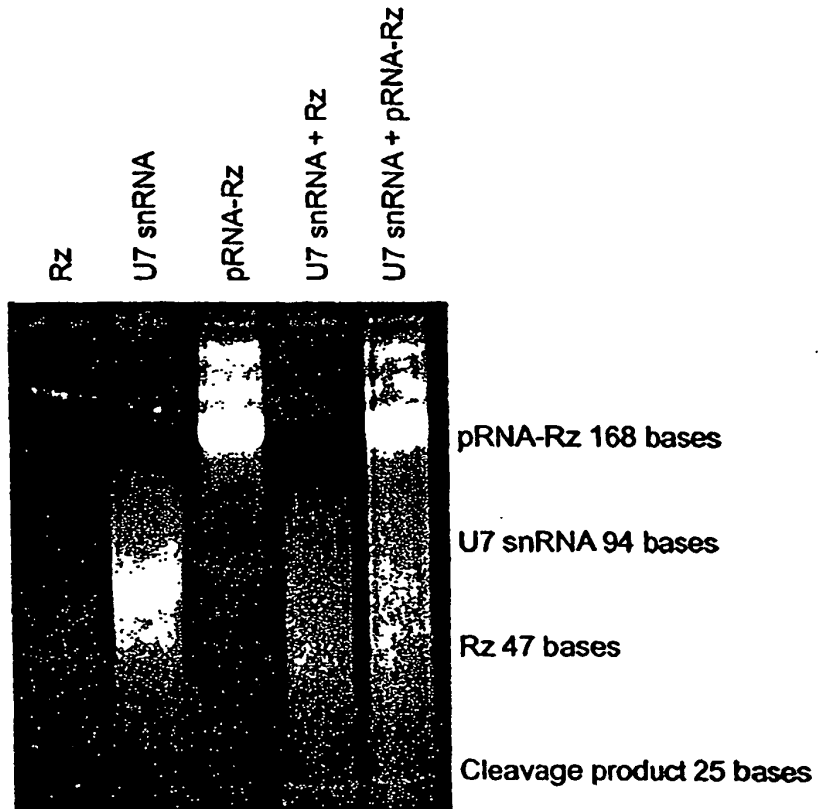 Rz
U7 snRNA
pRNA-Rz
U7 snRNA + Rz
U7 snRNA + pRNA-Rz
pRNA-Rz 168 bases
U7 snRNA 94 bases
Rz 47 bases
Cleavage product 25 bases